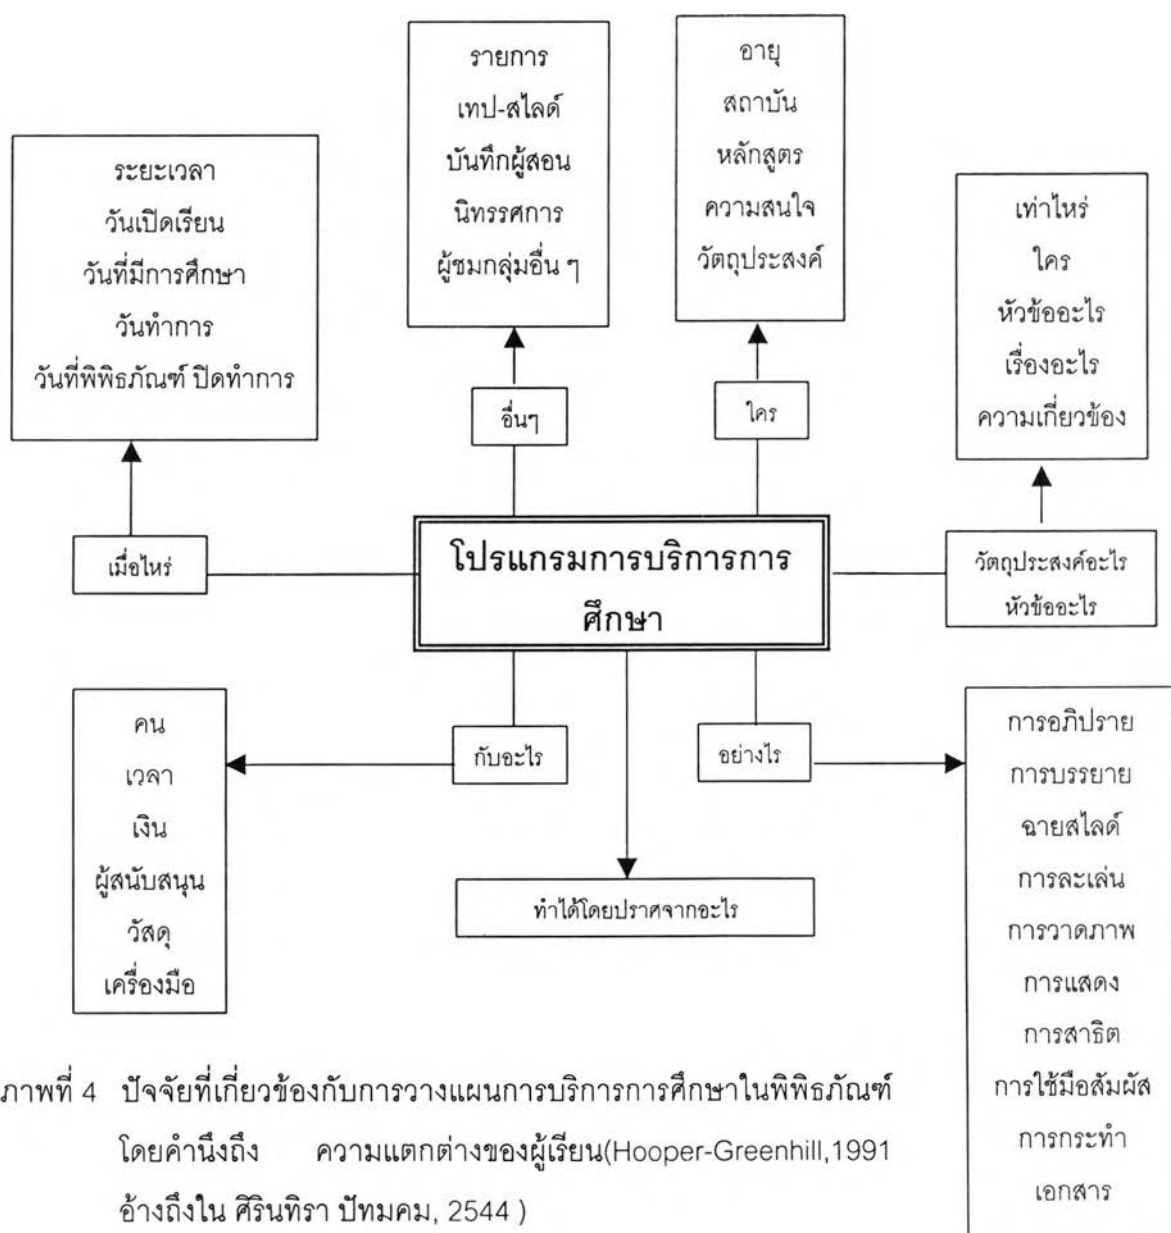 รายการ
เทป-สไลด์
บันทึกผู้สอน
นิทรรศการ
ผู้ชมกลุ่มอื่น ๆ
อายุ
สถาบัน
หลักสูตร
ความสนใจ
วัตถุประสงค์
ระยะเวลา
วันเปิดเรียน
วันที่มีการศึกษา
วันทำการ
วันที่พิพิธภัณฑ์ ปิดทำการ
เท่าไหร่
ใคร
หัวข้ออะไร
เรื่องอะไร
ความเกี่ยวข้อง
อื่นๆ
ใคร
เมื่อไหร่
โปรแกรมการบริการการ
ศึกษา
วัตถุประสงค์อะไร
หัวข้ออะไร
คน
เวลา
เงิน
ผู้สนับสนุน
วัสดุ
เครื่องมือ
กับอะไร
อย่างไร
ทำได้โดยปราศจากอะไร
การอภิปราย
การบรรยาย
ฉายสไลด์
การละเล่น
การวาดภาพ
การแสดง
การสาธิต
การใช้มือสัมผัส
การกระทำ
เอกสาร
ภาพที่ 4 ปัจจัยที่เกี่ยวข้องกับการวางแผนการบริการการศึกษาในพิพิธภัณฑ์
โดยคำนึงถึง ความแตกต่างของผู้เรียน(Hooper-Greenhill,1991
อ้างถึงใน ศิรินทิรา ปัทมคม, 2544 )